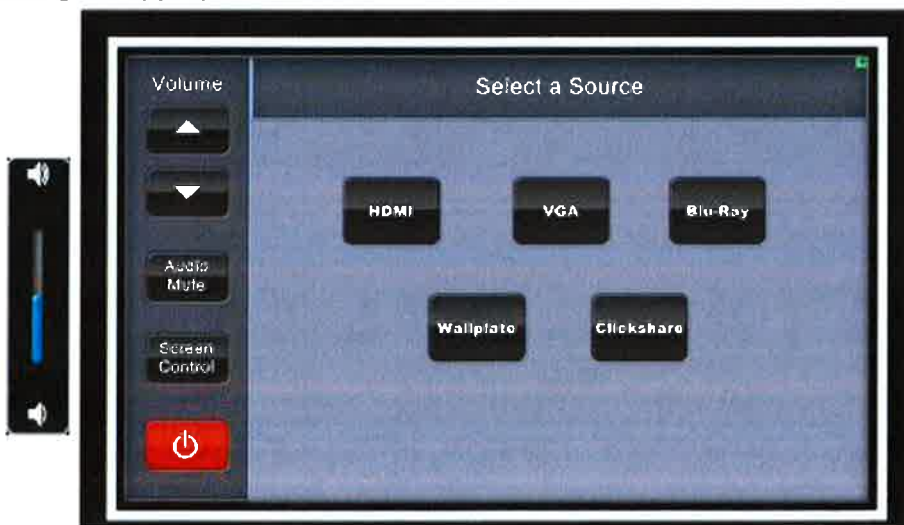 Volume
Select a Source
HDMI
VGA
Blu-Ray
Audio
Mute
Wallplate
Clickshare
Screen
Control